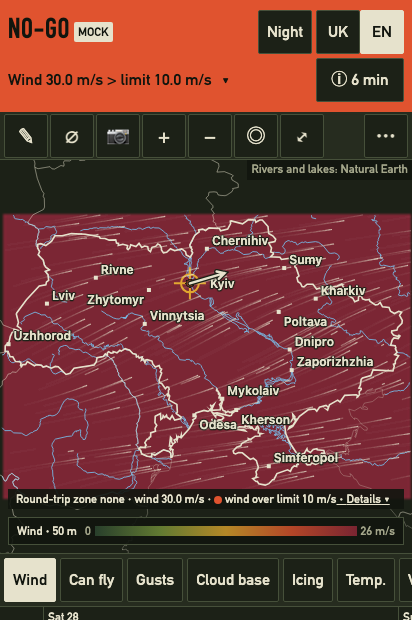 NO-GO MOCK
Night
UK
EN
Wind 30.0 m/s > limit 10.0 m/s ▾
ⓘ 6 min
Rivers and lakes: Natural Earth
Chernihiv
Sumy
Rivne
Kyiv
Lviv
Zhytomyr
Kharkiv
Vinnytsia
Poltava
Uzhhorod
Dnipro
Zaporizhzhia
Mykolaiv
Odesa
Kherson
Simferopol
Round-trip zone none · wind 30.0 m/s · wind over limit 10 m/s · Details ▾
Wind · 50 m 0 26 m/s
Wind
Can fly
Gusts
Cloud base
Icing
Temp.
Sat 28